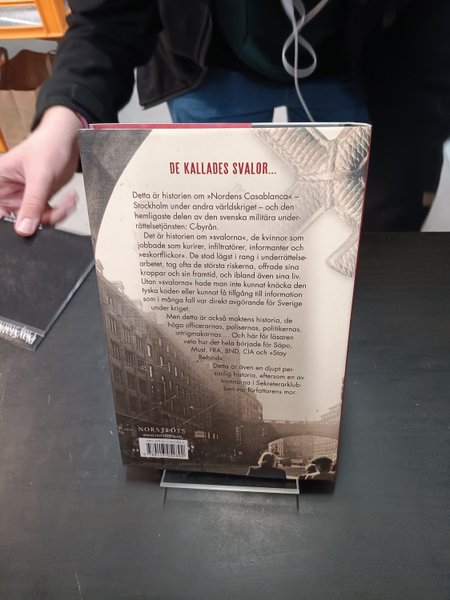 DE KALLADES SVALOR...
Detta är historien om »Nordens Casablanca« –
Stockholm under andra världskriget – och den
hemligaste delen av den svenska militära under-
rättelsetjänsten: C-byrån.
Det är historien om »svalorna«, de kvinnor som
jobbade som kurirer, infiltratörer, informanter och
»eskortflickor«. De stod lägst i rang i underrättelse-
arbetet, tog ofta de största riskerna, offrade sina
kroppar och sin framtid, och ibland även sina liv.
Utan »svalorna« hade man inte kunnat knäcka den
tyska koden eller kunnat få tillgång till information
som i många fall var direkt avgörande för Sverige
under kriget.
Men detta är också maktens historia, de
höga officerarnas, polisernas, politikernas,
intrigmakarnas ... Och här får läsaren
veta hur det hela började för Säpo,
Must, FRA, BND, CIA och »Stay
Behind«.
Detta är även en djupt per-
sonlig historia, eftersom en av
kvinnorna i Sekreterarklub-
ben var författarens mor.
NORSTEDTS
www.norstedts.se